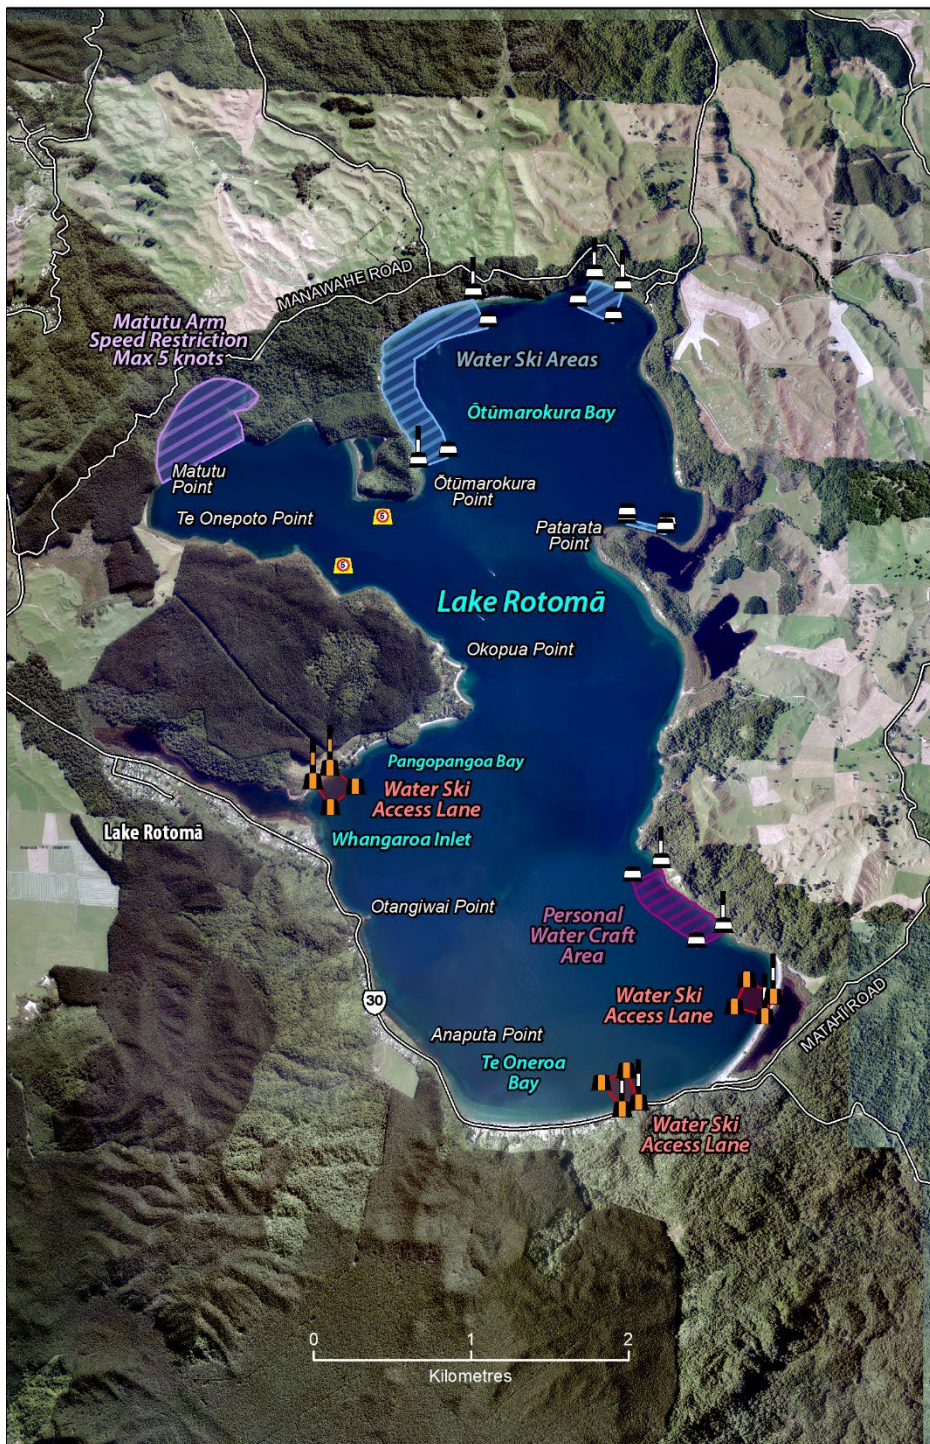 MANAWAHE ROAD
Matutu Arm
Speed Restriction
Max 5 knots
Water Ski Areas
Ōtūmarokura Bay
Matutu
Point
Ōtūmarokura
Point
Te Onepoto Point
5
Patarata
Point
5
Lake Rotomā
Okopua Point
Pangopangoa Bay
Water Ski
Access Lane
Lake Rotomā
Whangaroa Inlet
Otangiwai Point
Personal
Water Craft
Area
30
Water Ski
Access Lane
MATAHI ROAD
Anaputa Point
Te Oneroa
Bay
Water Ski
Access Lane
0 1 2
Kilometres